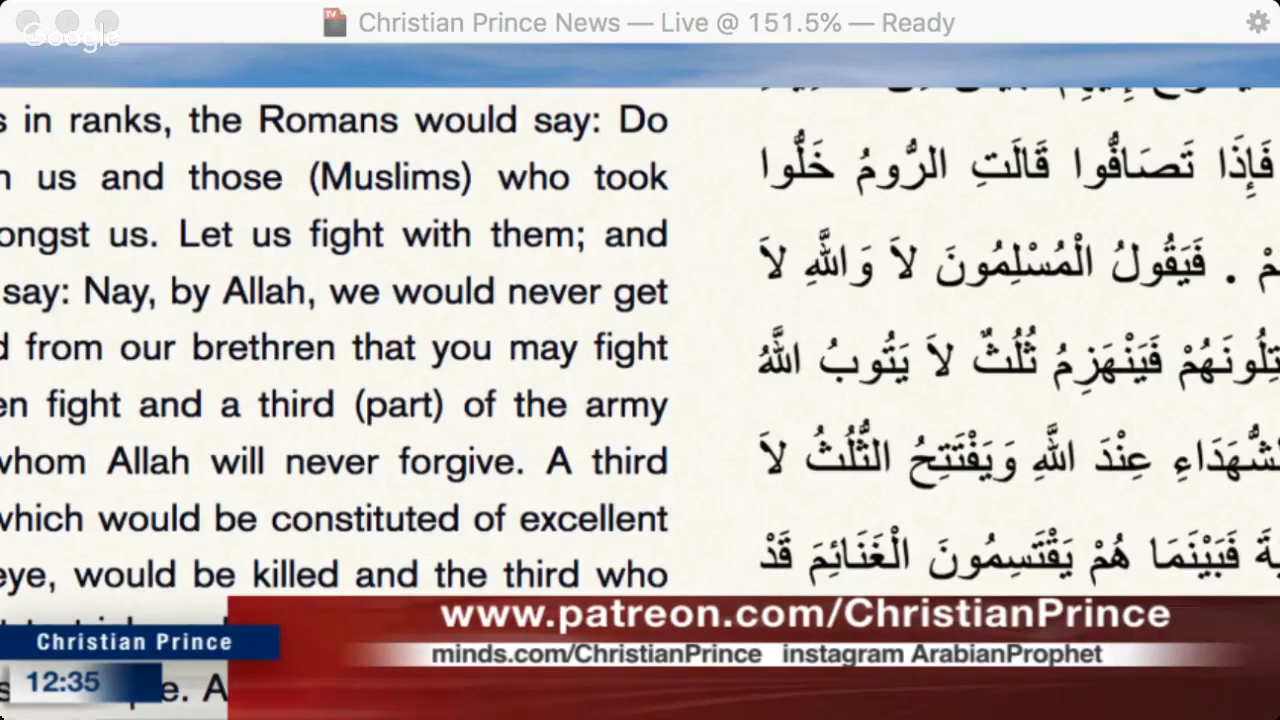 Google
Christian Prince News — Live @ 151.5% — Ready
in ranks, the Romans would say: Do
us and those (Muslims) who took
us. Let us fight with them; and
say: Nay, by Allah, we would never get
from our brethren that you may fight
fight and a third (part) of the army
whom Allah will never forgive. A third
which would be constituted of excellent
eye, would be killed and the third who
A
فَإِذَا تَصَافُّوا قَالَتِ الرُّومُ خَلُّوا
. فَيَقُولُ الْمُسْلِمُونَ لاَ وَاللَّهِ لاَ
فَيَنْهَزِمُ ثُلُثٌ لاَ يَتُوبُ اللَّهُ
عِنْدَ اللَّهِ وَيَفْتَتِحُ الثُّلُثُ لاَ
فَبَيْنَمَا هُمْ يَقْتَسِمُونَ الْغَنَائِمَ قَدْ
www.patreon.com/ChristianPrince
Christian Prince
minds.com/ChristianPrince instagram ArabianProphet
12:35